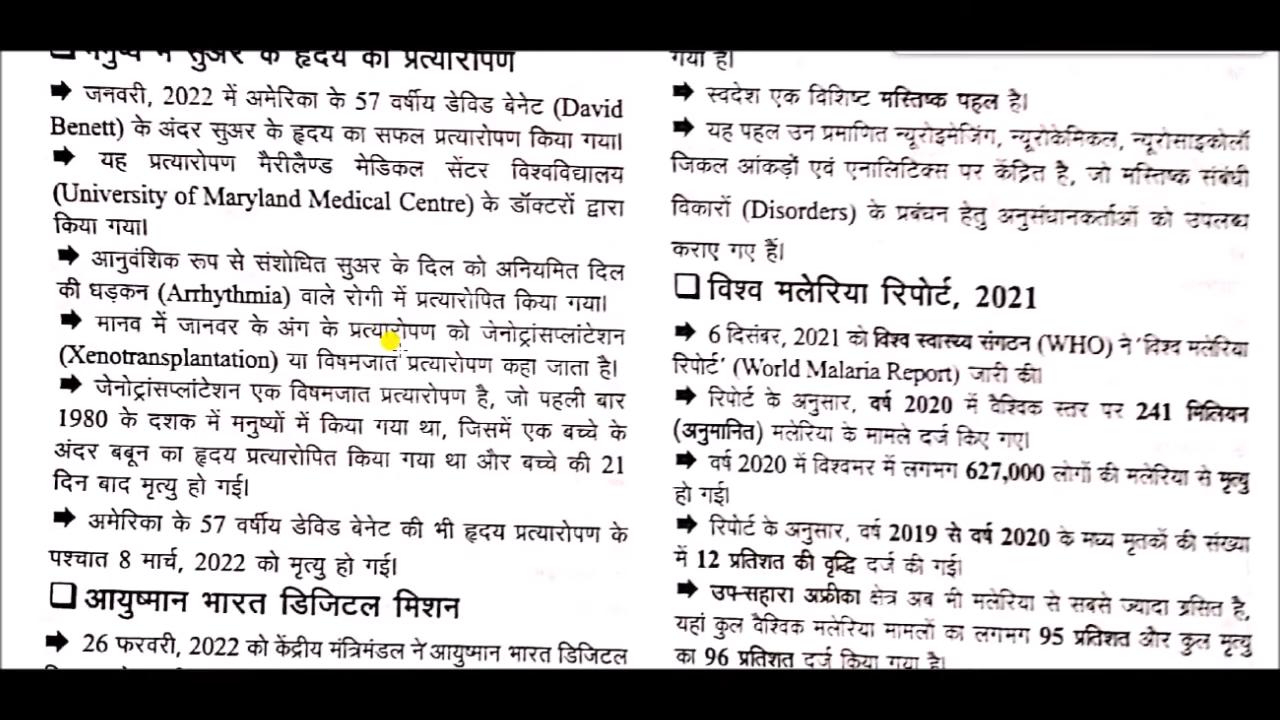 ❑ मनुष्य में सुअर के हृदय का प्रत्यारोपण
➡ जनवरी, 2022 में अमेरिका के 57 वर्षीय डेविड बेनेट (David
Benett) के अंदर सुअर के हृदय का सफल प्रत्यारोपण किया गया।
➡ यह प्रत्यारोपण मैरीलैण्ड मेडिकल सेंटर विश्वविद्यालय
(University of Maryland Medical Centre) के डॉक्टरों द्वारा
किया गया।
➡ आनुवंशिक रूप से संशोधित सुअर के दिल को अनियमित दिल
की धड़कन (Arrhythmia) वाले रोगी में प्रत्यारोपित किया गया।
➡ मानव में जानवर के अंग के प्रत्यारोपण को जेनोट्रांसप्लांटेशन
(Xenotransplantation) या विषमजात प्रत्यारोपण कहा जाता है।
➡ जेनोट्रांसप्लांटेशन एक विषमजात प्रत्यारोपण है, जो पहली बार
1980 के दशक में मनुष्यों में किया गया था, जिसमें एक बच्चे के
अंदर बबून का हृदय प्रत्यारोपित किया गया था और बच्चे की 21
दिन बाद मृत्यु हो गई।
➡ अमेरिका के 57 वर्षीय डेविड बेनेट की भी हृदय प्रत्यारोपण के
पश्चात 8 मार्च, 2022 को मृत्यु हो गई।
❑ आयुष्मान भारत डिजिटल मिशन
➡ 26 फरवरी, 2022 को केंद्रीय मंत्रिमंडल ने 'आयुष्मान भारत डिजिटल
गया है।
➡ स्वदेश एक विशिष्ट मस्तिष्क पहल है।
➡ यह पहल उन प्रमाणित न्यूरोइमेजिंग, न्यूरोकेमिकल, न्यूरोसाइकोलॉ
जिकल आंकड़ों एवं एनालिटिक्स पर केंद्रित है, जो मस्तिष्क संबंधी
विकारों (Disorders) के प्रबंधन हेतु अनुसंधानकर्ताओं को उपलब्ध
कराए गए हैं।
❑ विश्व मलेरिया रिपोर्ट, 2021
➡ 6 दिसंबर, 2021 को विश्व स्वास्थ्य संगठन (WHO) ने 'विश्व मलेरिया
रिपोर्ट' (World Malaria Report) जारी की।
➡ रिपोर्ट के अनुसार, वर्ष 2020 में वैश्विक स्तर पर 241 मिलियन
(अनुमानित) मलेरिया के मामले दर्ज किए गए।
➡ वर्ष 2020 में विश्वभर में लगभग 627,000 लोगों की मलेरिया से मृत्यु
हो गई।
➡ रिपोर्ट के अनुसार, वर्ष 2019 से वर्ष 2020 के मध्य मृतकों की संख्या
में 12 प्रतिशत की वृद्धि दर्ज की गई।
➡ उप-सहारा अफ्रीका क्षेत्र अब भी मलेरिया से सबसे ज्यादा ग्रसित है,
यहां कुल वैश्विक मलेरिया मामलों का लगभग 95 प्रतिशत और कुल मृत्यु
का 96 प्रतिशत दर्ज किया गया है।